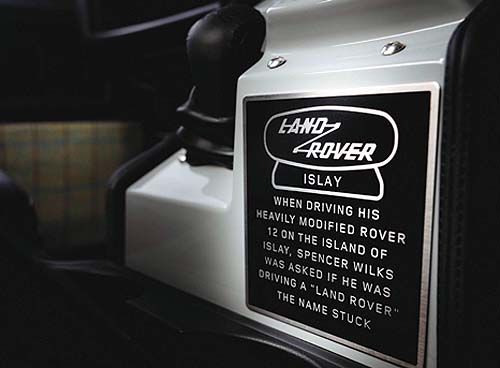 LAND
ROVER
ISLAY
WHEN DRIVING HIS
HEAVILY MODIFIED ROVER
12 ON THE ISLAND OF
ISLAY, SPENCER WILKS
WAS ASKED IF HE WAS
DRIVING A "LAND ROVER"
THE NAME STUCK